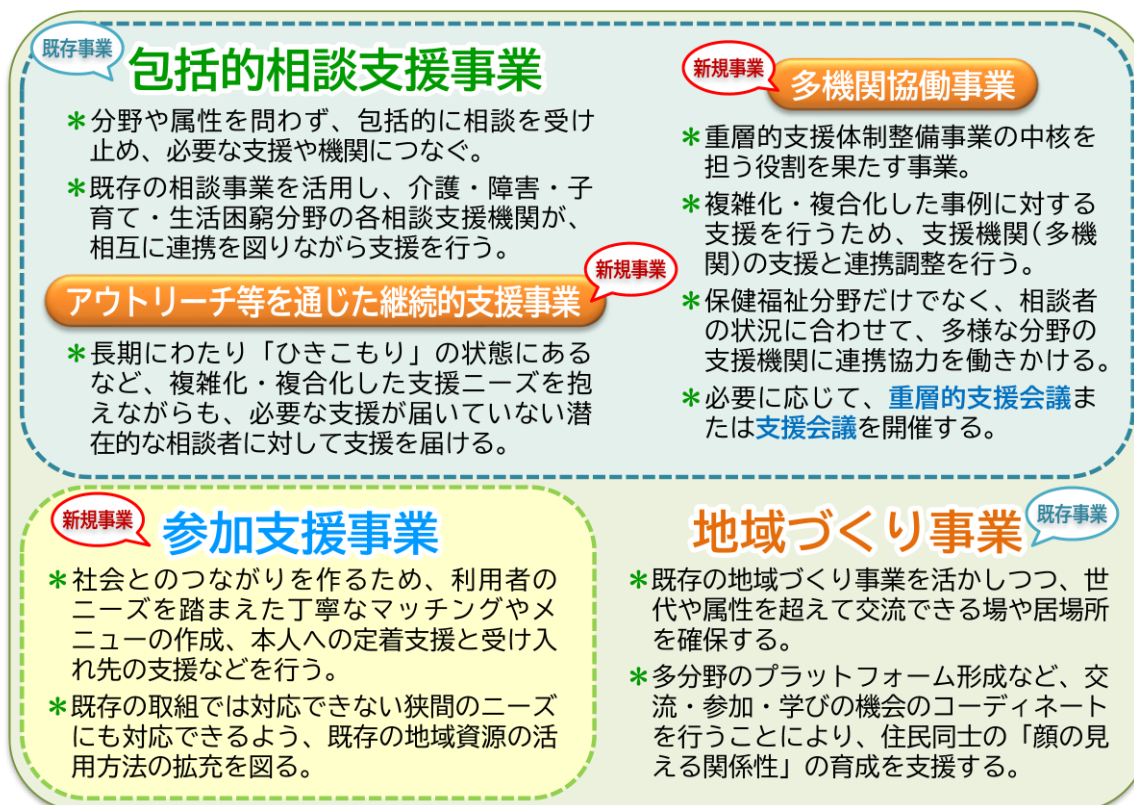 既存事業
包括的相談支援事業
＊分野や属性を問わず、包括的に相談を受け
止め、必要な支援や機関につなぐ。
＊既存の相談事業を活用し、介護・障害・子
育て・生活困窮分野の各相談支援機関が、
相互に連携を図りながら支援を行う。
新規事業
アウトリーチ等を通じた継続的支援事業
＊長期にわたり「ひきこもり」の状態にある
など、複雑化・複合化した支援ニーズを抱
えながらも、必要な支援が届いていない潜
在的な相談者に対して支援を届ける。
新規事業
多機関協働事業
＊重層的支援体制整備事業の中核を
担う役割を果たす事業。
＊複雑化・複合化した事例に対する
支援を行うため、支援機関(多機
関)の支援と連携調整を行う。
＊保健福祉分野だけでなく、相談者
の状況に合わせて、多様な分野の
支援機関に連携協力を働きかける。
＊必要に応じて、重層的支援会議ま
たは支援会議を開催する。
新規事業
参加支援事業
＊社会とのつながりを作るため、利用者の
ニーズを踏まえた丁寧なマッチングやメ
ニューの作成、本人への定着支援と受け入
れ先の支援などを行う。
＊既存の取組では対応できない狭間のニーズ
にも対応できるよう、既存の地域資源の活
用方法の拡充を図る。
地域づくり事業
既存事業
＊既存の地域づくり事業を活かしつつ、世
代や属性を超えて交流できる場や居場所
を確保する。
＊多分野のプラットフォーム形成など、交
流・参加・学びの機会のコーディネート
を行うことにより、住民同士の「顔の見
える関係性」の育成を支援する。